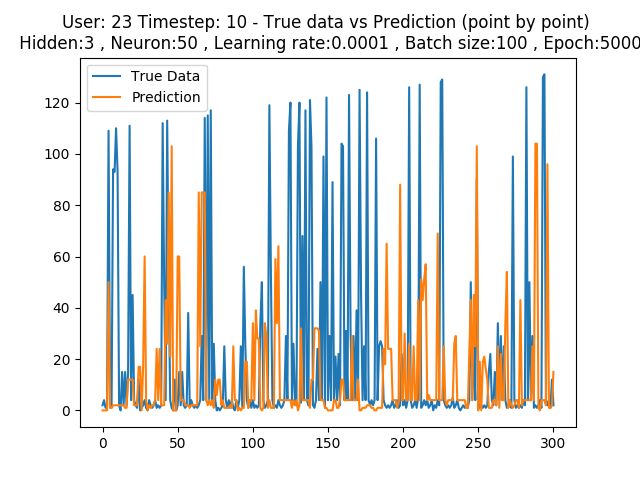 User: 23 Timestep: 10 - True data vs Prediction (point by point)
Hidden:3 , Neuron:50 , Learning rate:0.0001 , Batch size:100 , Epoch:5000
True Data
Prediction
120
100
80
60
40
20
0
0 50 100 150 200 250 300